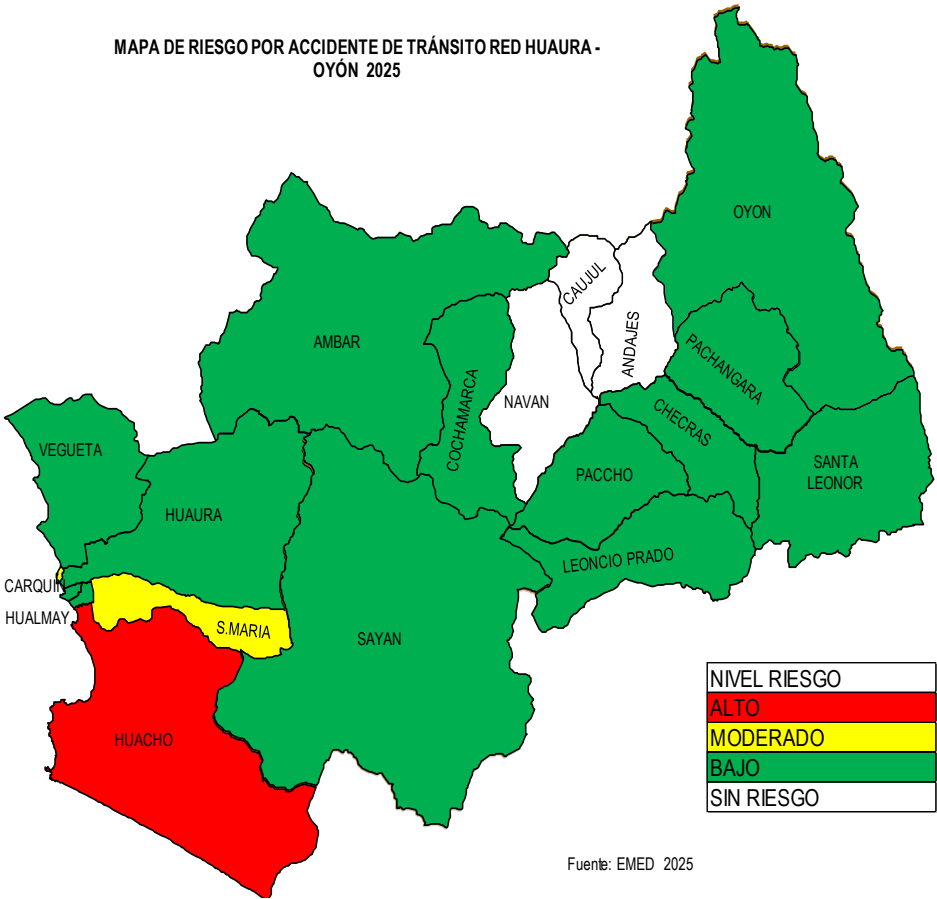 MAPA DE RIESGO POR ACCIDENTE DE TRÁNSITO RED HUAURA -
OYÓN 2025
OYON
CAUJUL
ANDAJES
AMBAR
PACHANGARA
COCHAMARCA
NAVAN
CHECRAS
VEGUETA
SANTA
LEONOR
PACCHO
HUAURA
LEONCIO PRADO
CARQUIN
HUALMAY
S.MARIA
SAYAN
HUACHO
NIVEL RIESGO
ALTO
MODERADO
BAJO
SIN RIESGO
Fuente: EMED 2025